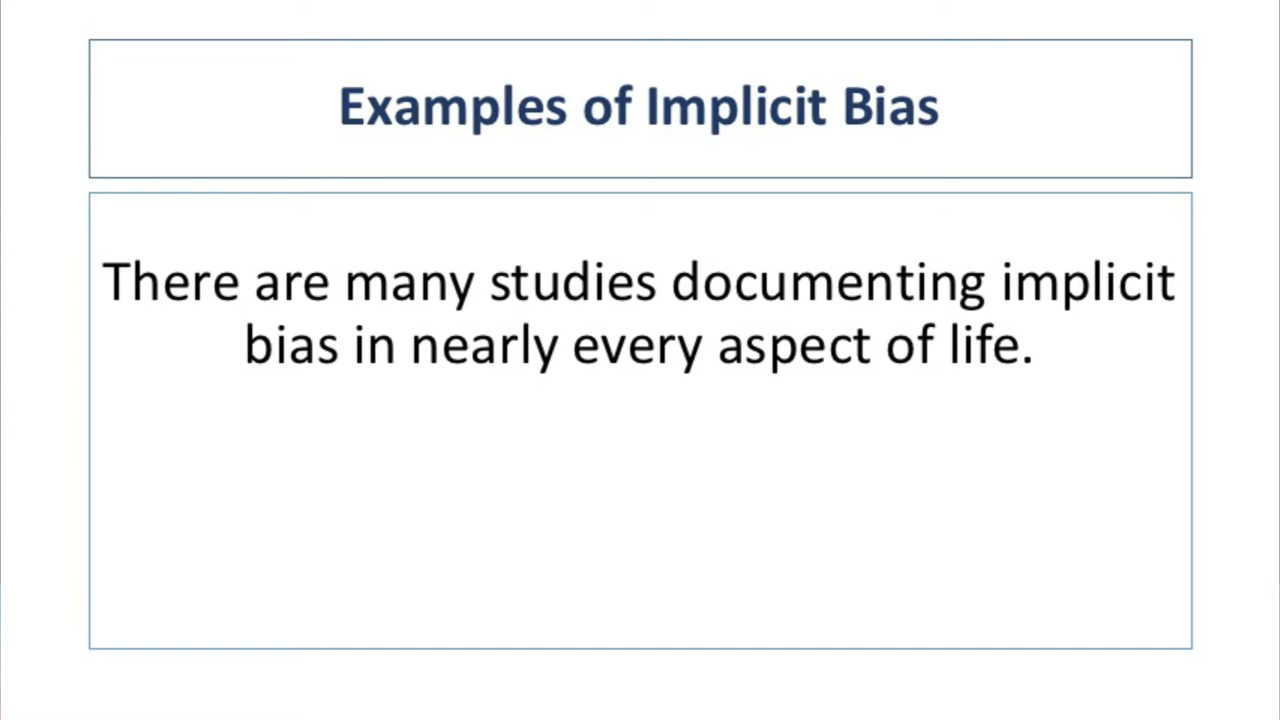 Examples of Implicit Bias
There are many studies documenting implicit
bias in nearly every aspect of life.